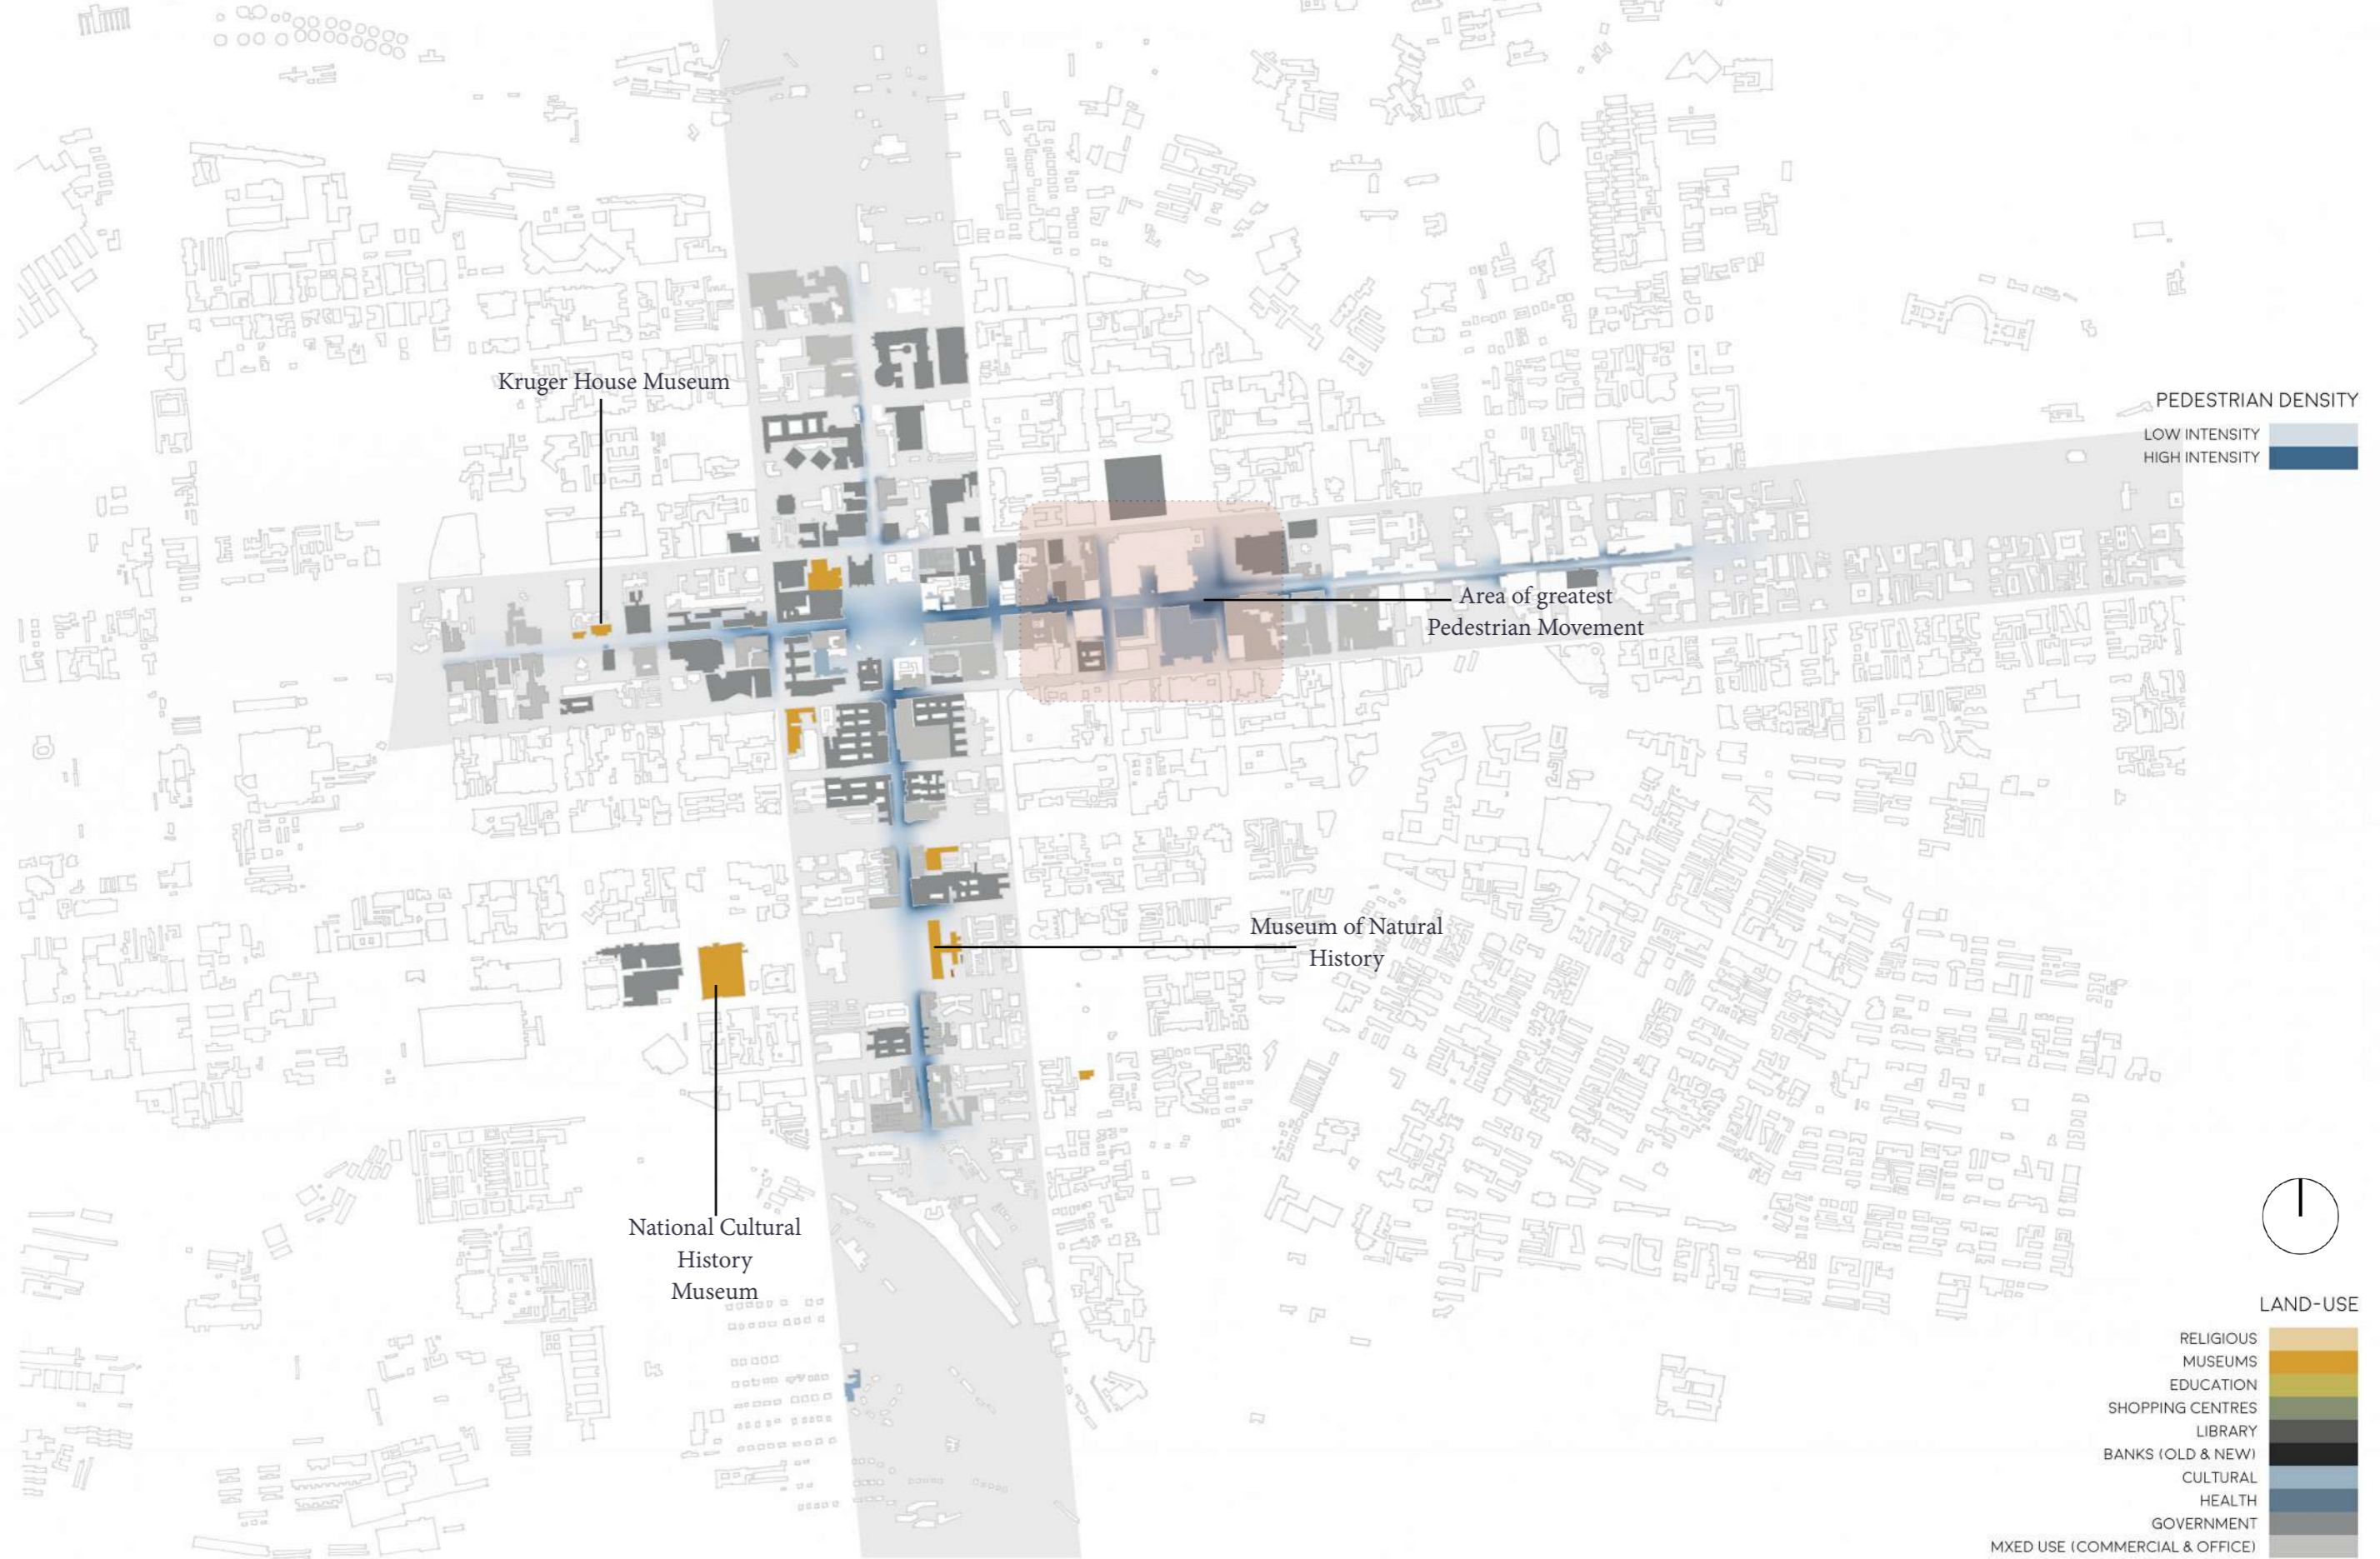 Kruger House Museum
PEDESTRIAN DENSITY
LOW INTENSITY
HIGH INTENSITY
Area of greatest
Pedestrian Movement
Museum of Natural
History
National Cultural
History
Museum
LAND-USE
RELIGIOUS
MUSEUMS
EDUCATION
SHOPPING CENTRES
LIBRARY
BANKS (OLD & NEW)
CULTURAL
HEALTH
GOVERNMENT
MXED USE (COMMERCIAL & OFFICE)